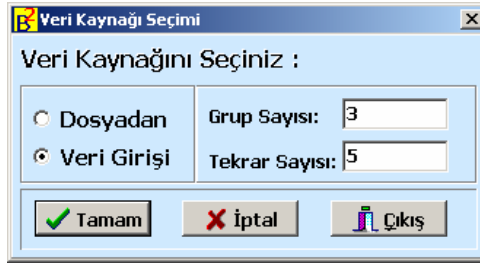 Veri Kaynağı Seçimi
Veri Kaynağını Seçiniz :
Dosyadan
Veri Girişi
Grup Sayısı: 3
Tekrar Sayısı: 5
Tamam
İptal
Çıkış